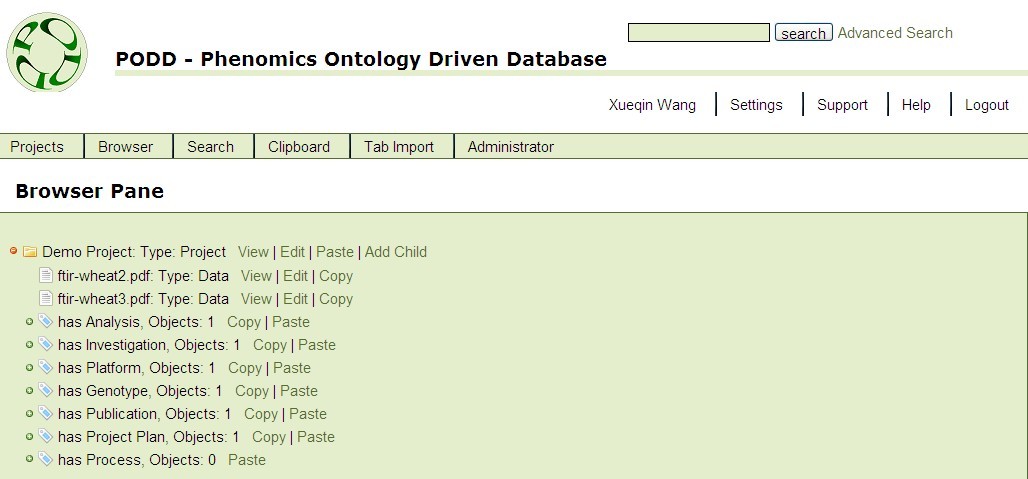 search Advanced Search
PODD - Phenomics Ontology Driven Database
Xueqin Wang | Settings | Support | Help | Logout
Projects | Browser | Search | Clipboard | Tab Import | Administrator
Browser Pane
Demo Project: Type: Project View | Edit | Paste | Add Child
ftir-wheat2.pdf: Type: Data View | Edit | Copy
ftir-wheat3.pdf: Type: Data View | Edit | Copy
has Analysis, Objects: 1 Copy | Paste
has Investigation, Objects: 1 Copy | Paste
has Platform, Objects: 1 Copy | Paste
has Genotype, Objects: 1 Copy | Paste
has Publication, Objects: 1 Copy | Paste
has Project Plan, Objects: 1 Copy | Paste
has Process, Objects: 0 Paste